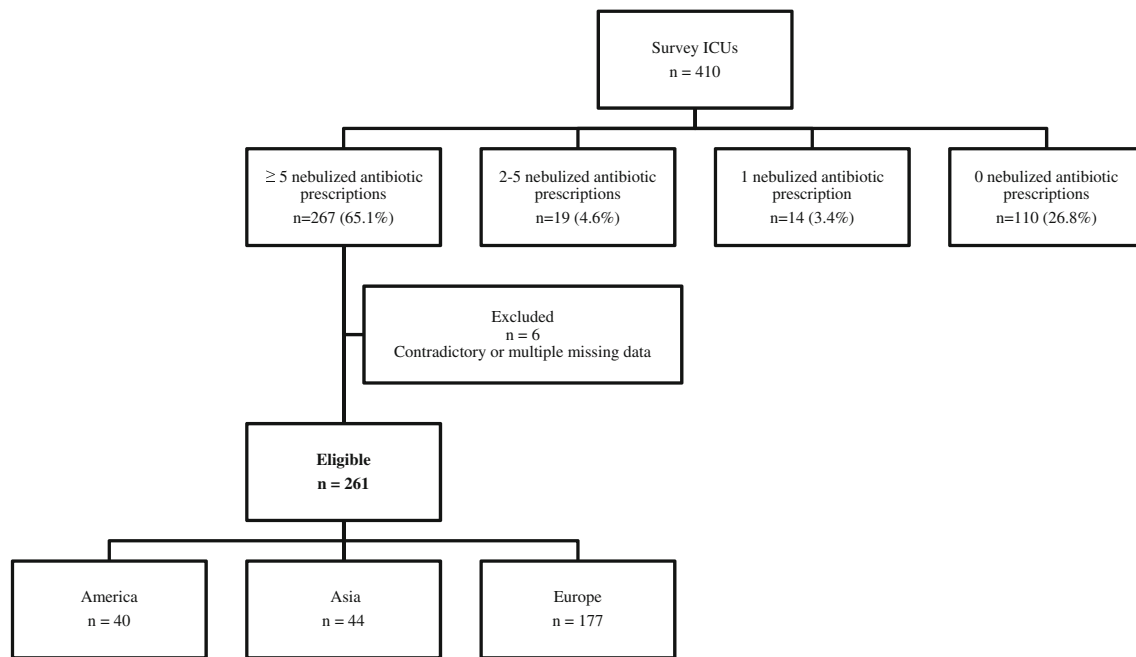 Survey ICUs
n = 410
≥ 5 nebulized antibiotic
prescriptions
n=267 (65.1%)
2-5 nebulized antibiotic
prescriptions
n=19 (4.6%)
1 nebulized antibiotic
prescription
n=14 (3.4%)
0 nebulized antibiotic
prescriptions
n=110 (26.8%)
Excluded
n = 6
Contradictory or multiple missing data
Eligible
n = 261
America
n = 40
Asia
n = 44
Europe
n = 177